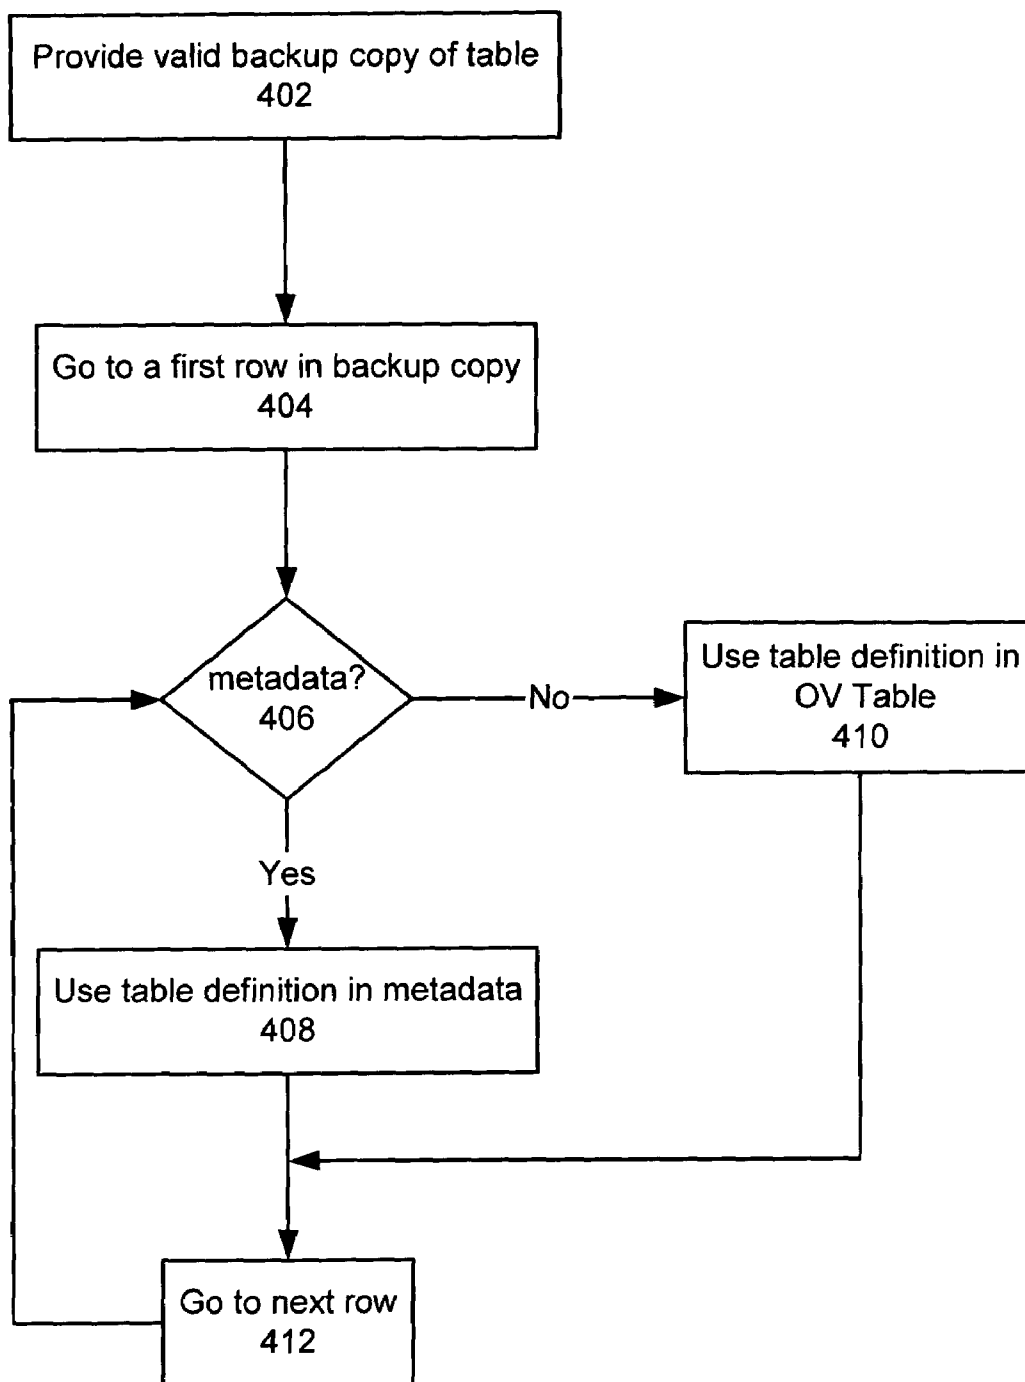 Provide valid backup copy of table
402
Go to a first row in backup copy
404
metadata?
406
No
Use table definition in
OV Table
410
Yes
Use table definition in metadata
408
Go to next row
412